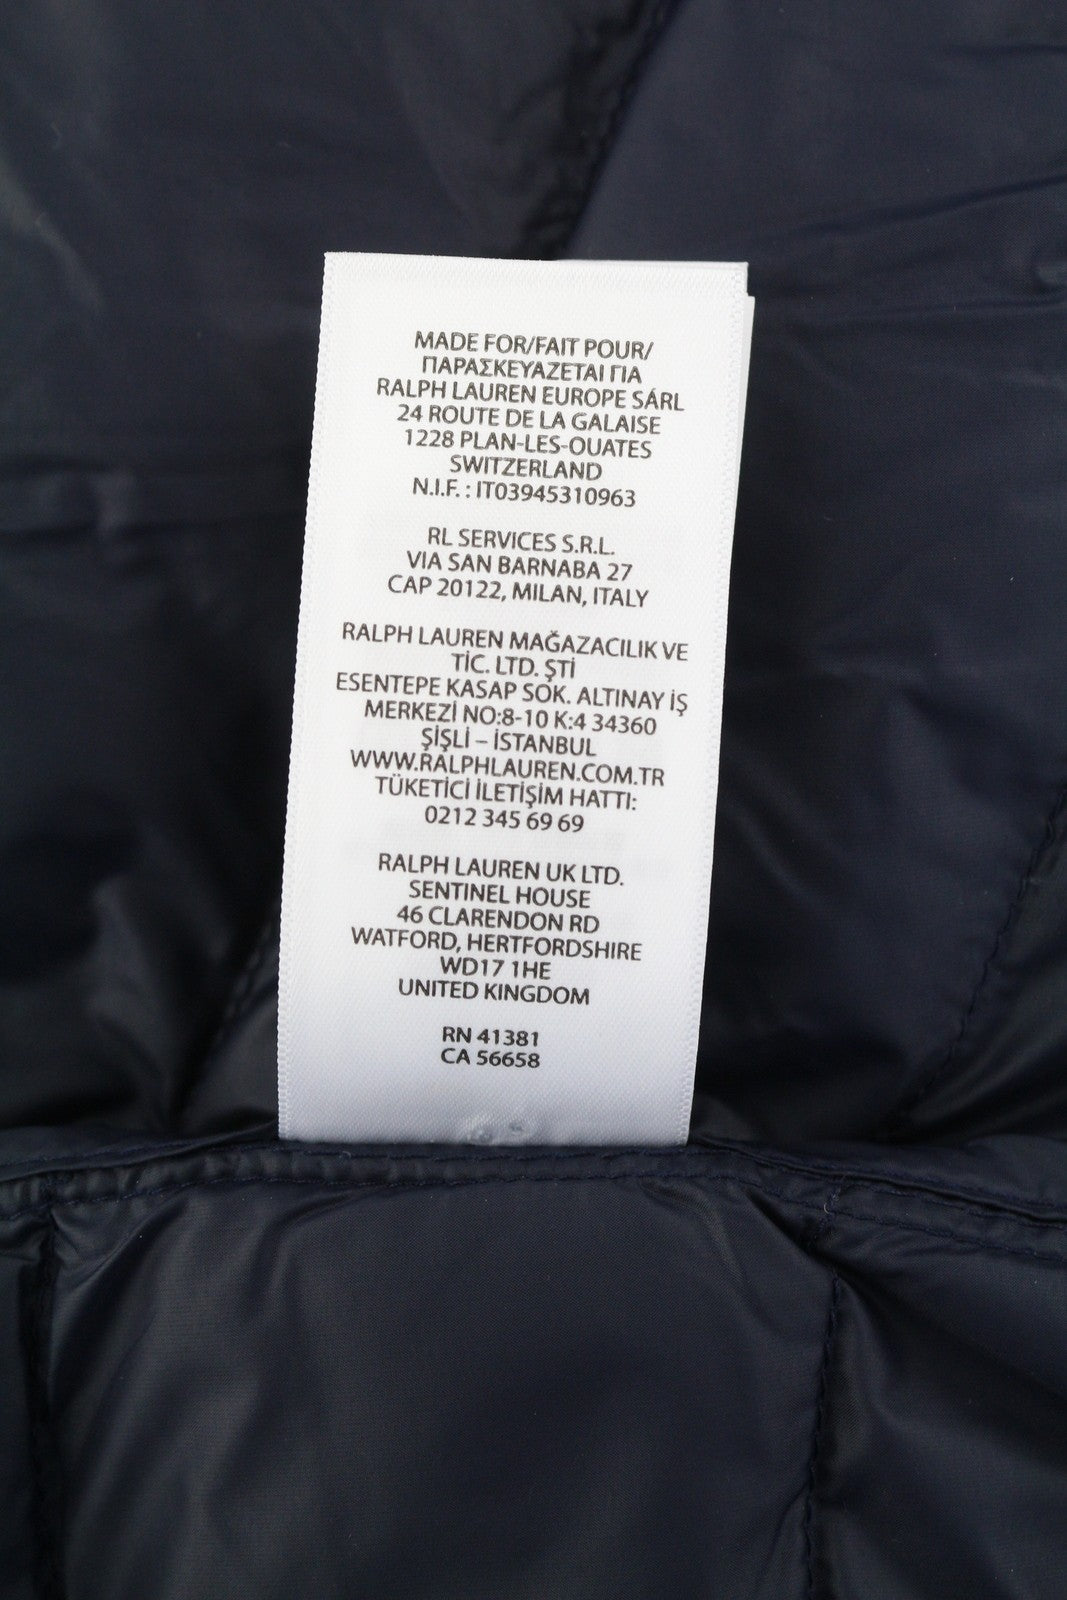 MADE FOR/FAIT POUR/
ΠΑΡΑΣΚΕΥΑΖΕΤΑΙ ΓΙΑ
RALPH LAUREN EUROPE SÁRL
24 ROUTE DE LA GALAISE
1228 PLAN-LES-OUATES
SWITZERLAND
N.I.F. : IT03945310963
RL SERVICES S.R.L.
VIA SAN BARNABA 27
CAP 20122, MILAN, ITALY
RALPH LAUREN MAĞAZACILIK VE
TİC. LTD. ŞTİ
ESENTEPE KASAP SOK. ALTINAY İŞ
MERKEZİ NO:8-10 K:4 34360
ŞİŞLİ – İSTANBUL
WWW.RALPHLAUREN.COM.TR
TÜKETİCİ İLETİŞİM HATTI:
0212 345 69 69
RALPH LAUREN UK LTD.
SENTINEL HOUSE
46 CLARENDON RD
WATFORD, HERTFORDSHIRE
WD17 1HE
UNITED KINGDOM
RN 41381
CA 56658